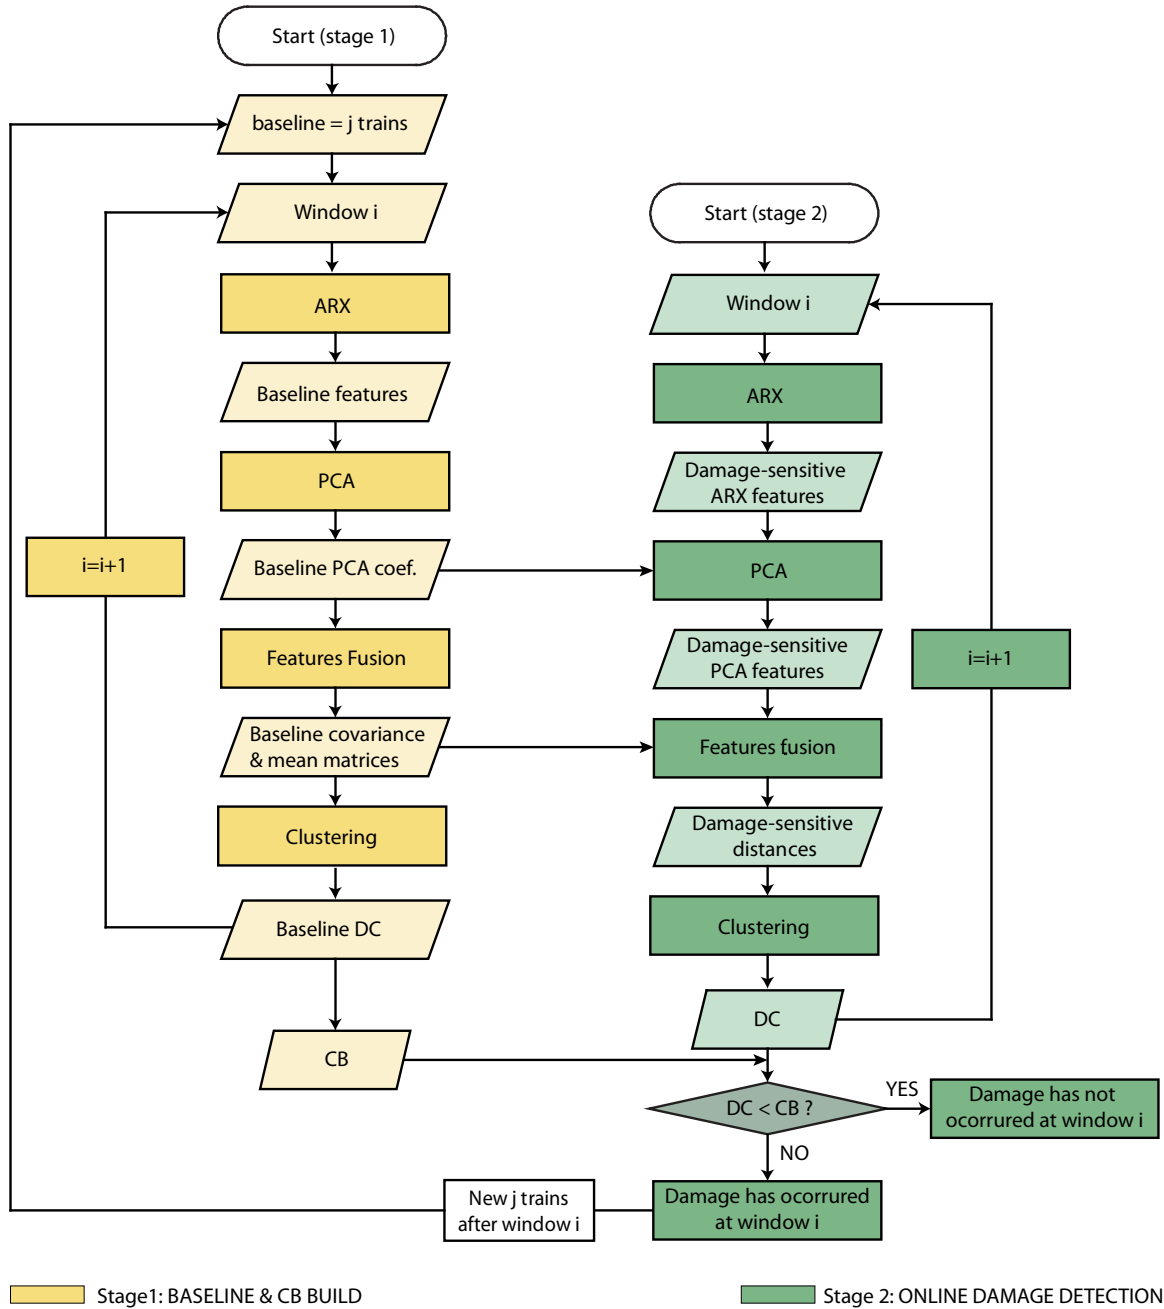 Start (stage 1)
baseline = j trains
Window i
ARX
Baseline features
PCA
i=i+1
Baseline PCA coef.
Features Fusion
Baseline covariance
& mean matrices
Clustering
Baseline DC
CB
Start (stage 2)
Window i
ARX
Damage-sensitive
ARX features
PCA
Damage-sensitive
PCA features
i=i+1
Features fusion
Damage-sensitive
distances
Clustering
DC
DC < CB ?
YES
Damage has not
ocorrured at window i
NO
Damage has ocorrured
at window i
New j trains
after window i
Stage1: BASELINE & CB BUILD
Stage 2: ONLINE DAMAGE DETECTION